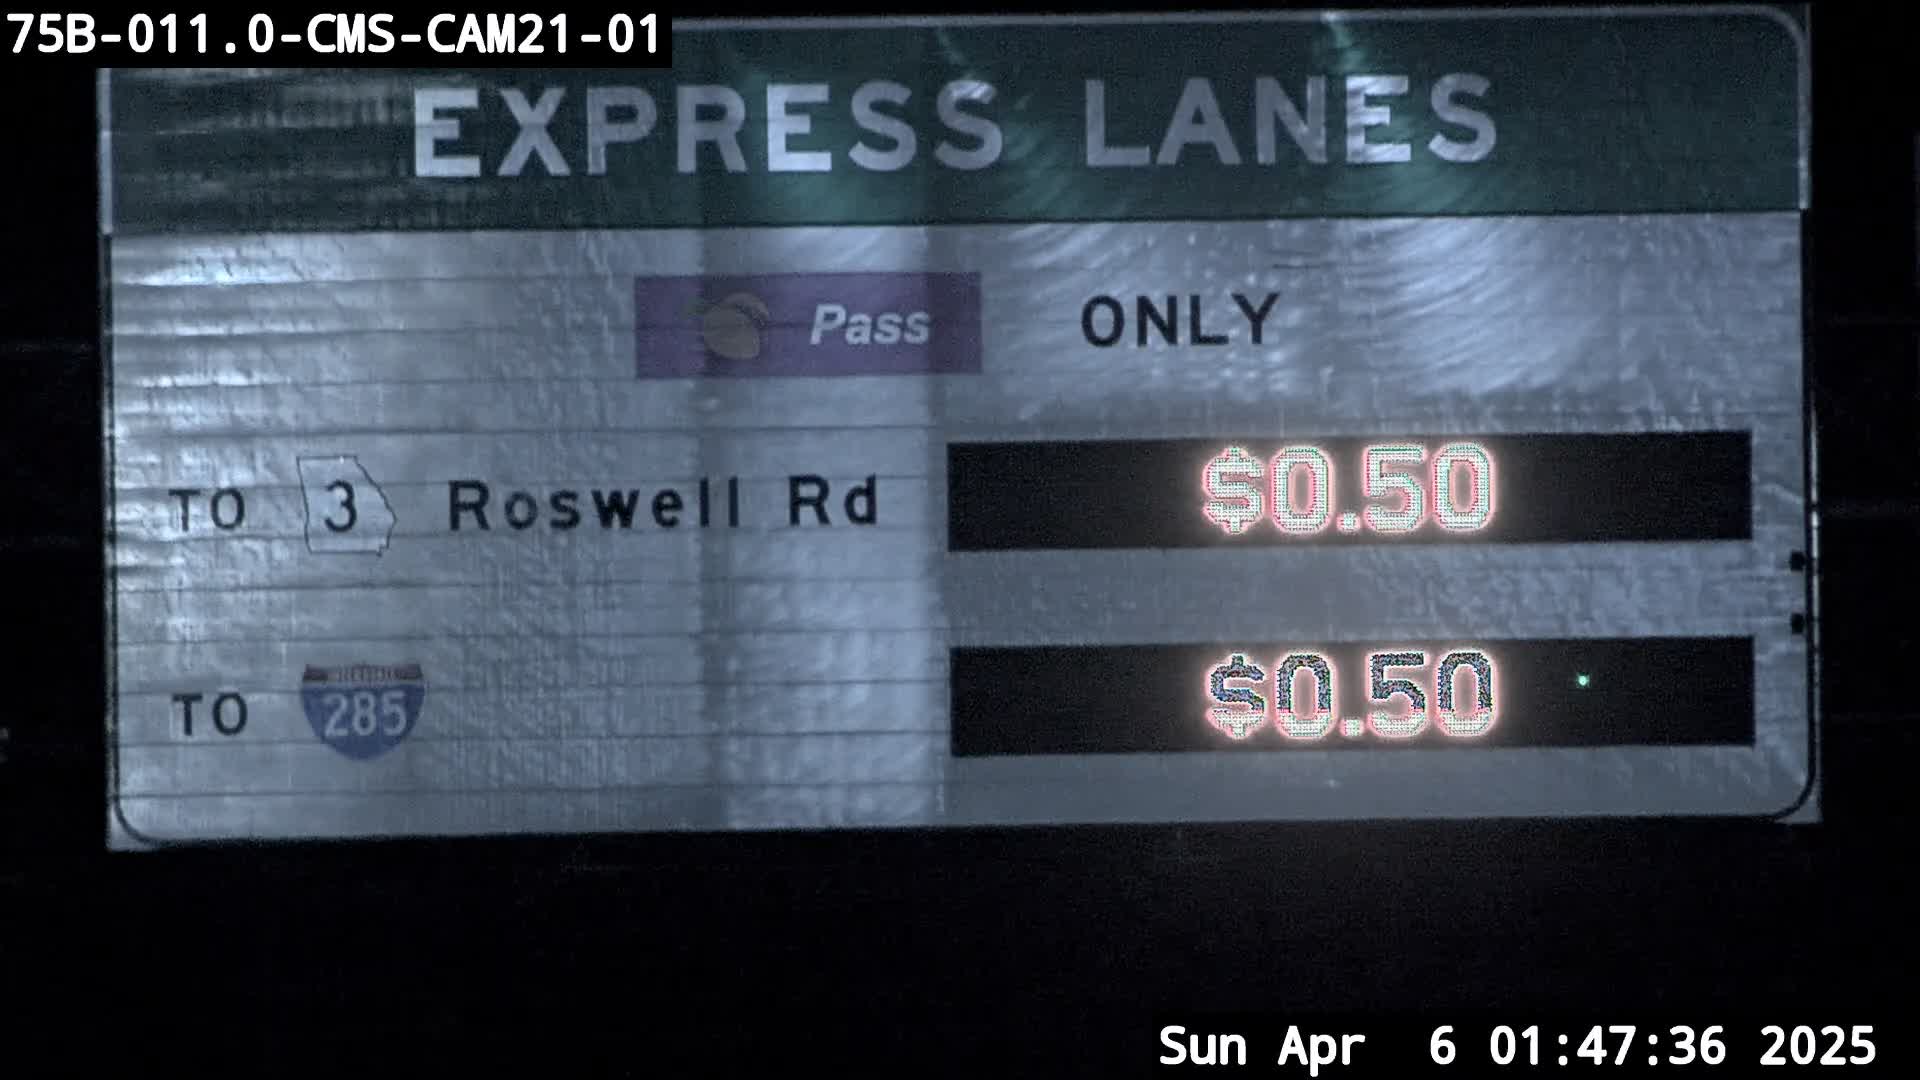 75B-011.0-CMS-CAM21-01
EXPRESS LANES
Pass ONLY
TO 3 Roswell Rd $0.50
TO 285 $0.50
Sun Apr 6 01:47:36 2025